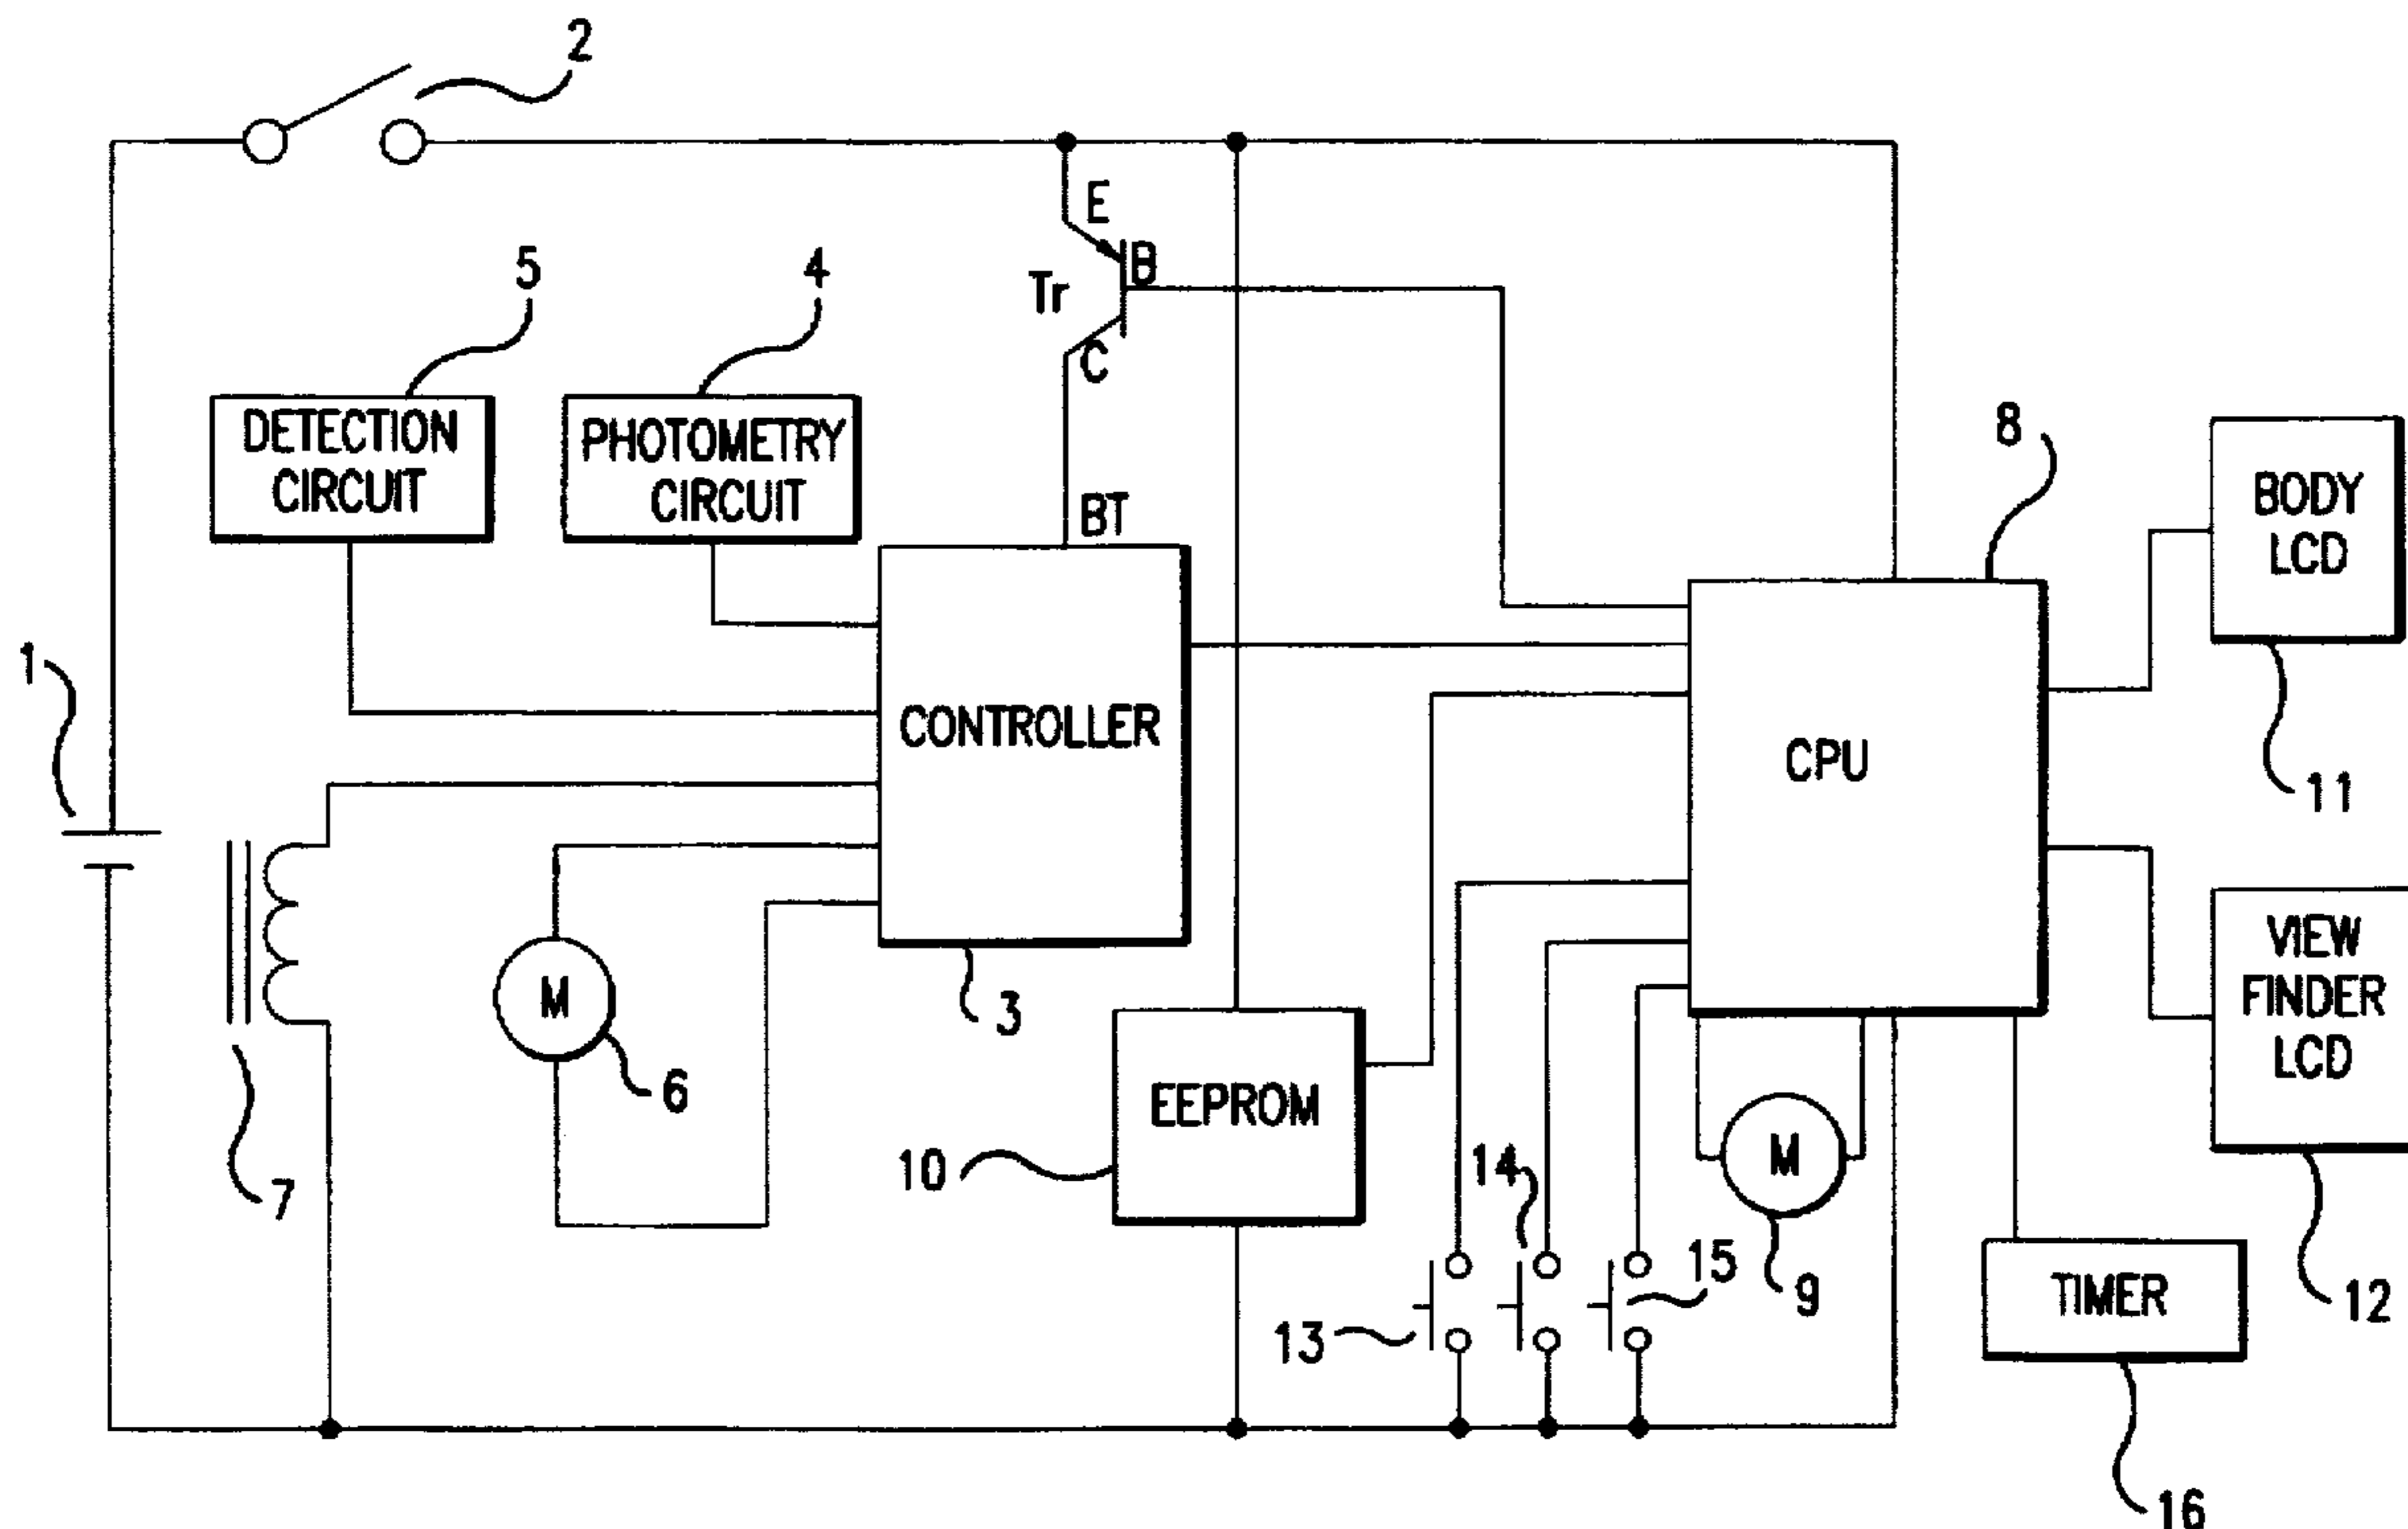 2
E
B
Tr
C
5
4
DETECTION
CIRCUIT
PHOTOMETRY
CIRCUIT
BT
8
BODY
LCD
1
CONTROLLER
CPU
11
VIEW
FINDER
LCD
M
3
6
EEPROM
M
10
14
7
15
9
TIMER
12
13
16